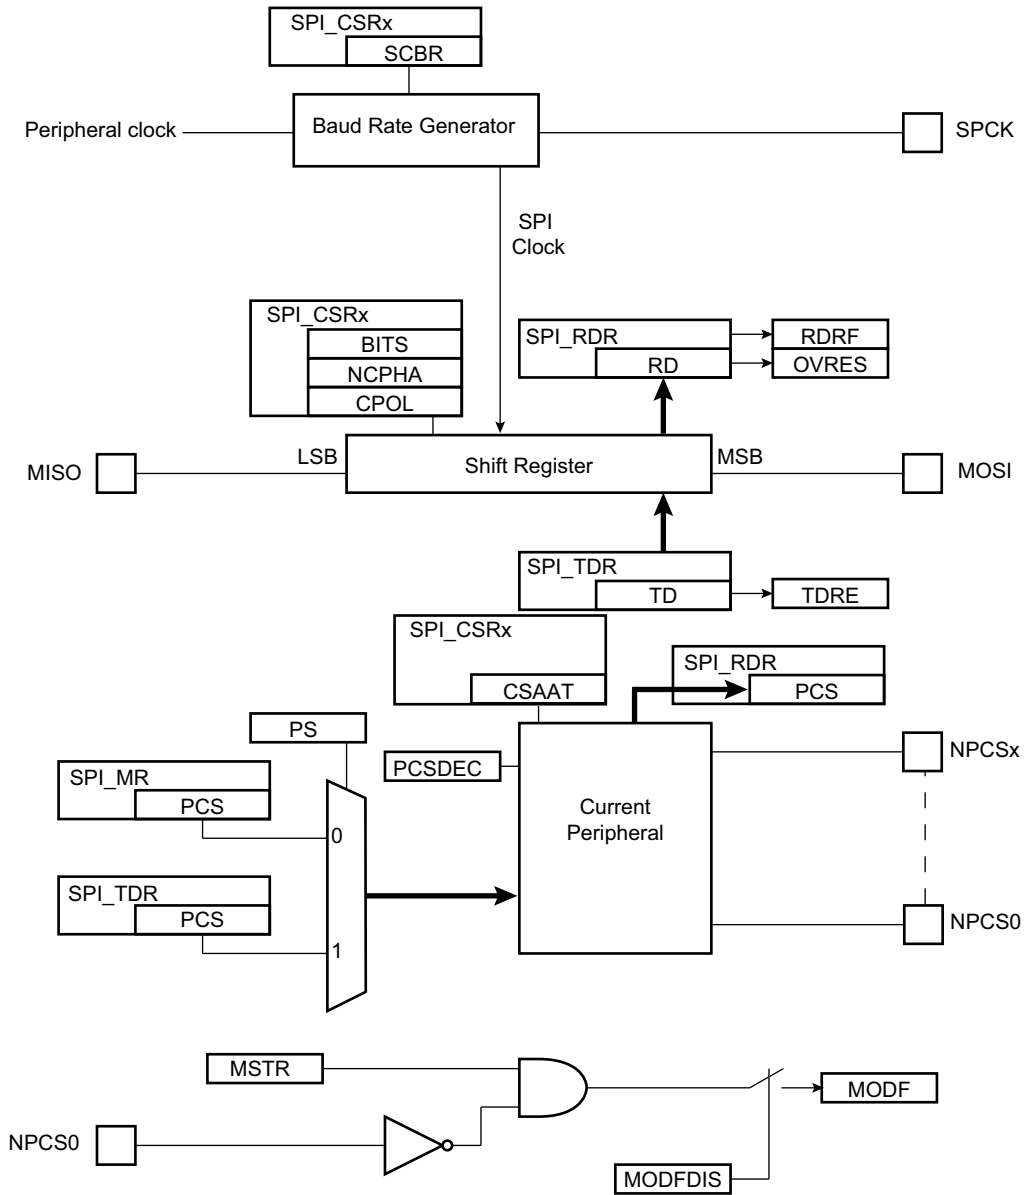 SPI_CSRx
SCBR
Peripheral clock
Baud Rate Generator
SPCK
SPI
Clock
SPI_CSRx
BITS
NCPHA
CPOL
SPI_RDR
RD
RDRF
OVRES
MISO
LSB
Shift Register
MSB
MOSI
SPI_TDR
TD
TDRE
SPI_CSRx
CSAAT
SPI_RDR
PCS
PS
PCSDEC
NPCSx
SPI_MR
PCS
0
Current
Peripheral
SPI_TDR
PCS
1
NPCS0
MSTR
MODF
NPCS0
MODFDIS